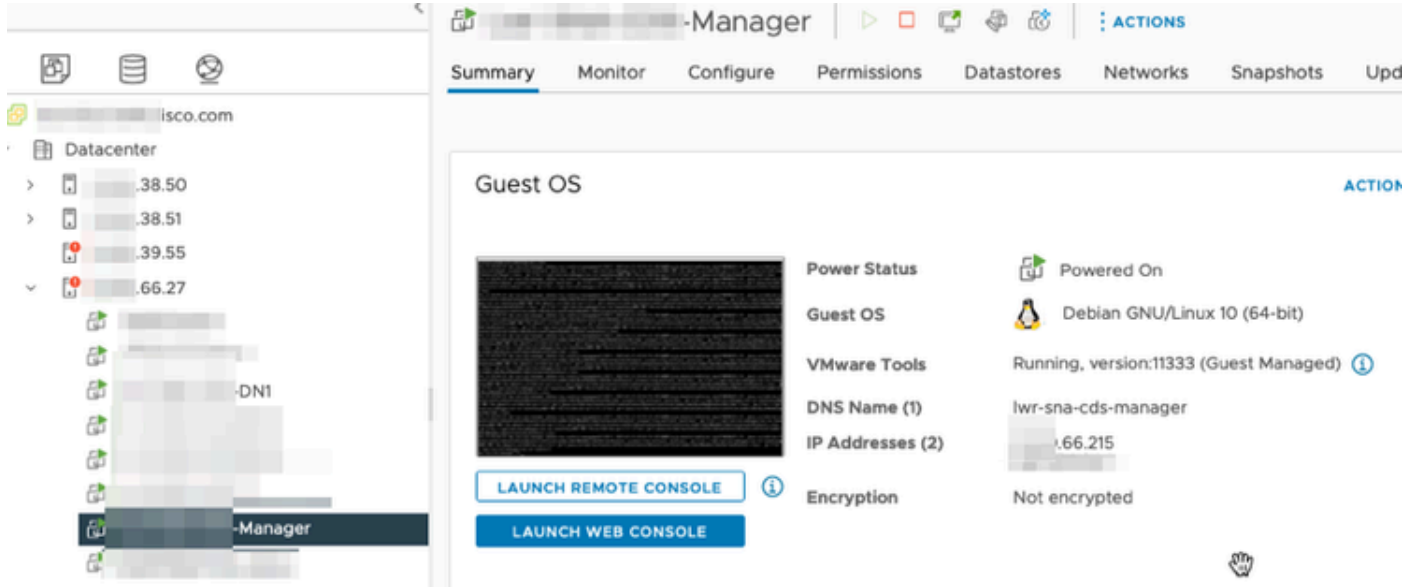 -Manager
ACTIONS
Summary Monitor Configure Permissions Datastores Networks Snapshots Upd
isco.com
Datacenter
.38.50
.38.51
.39.55
.66.27
-DN1
-Manager
Guest OS
ACTION
Power Status Powered On
Guest OS Debian GNU/Linux 10 (64-bit)
VMware Tools Running, version:11333 (Guest Managed)
DNS Name (1) lwr-sna-cds-manager
IP Addresses (2) .66.215
LAUNCH REMOTE CONSOLE
Encryption Not encrypted
LAUNCH WEB CONSOLE